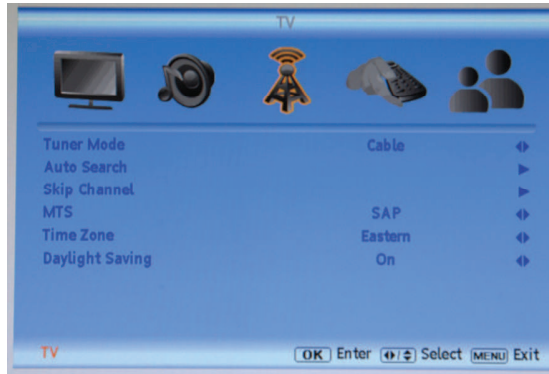 TV
Tuner Mode Cable
Auto Search
Skip Channel
MTS SAP
Time Zone Eastern
Daylight Saving On
TV OK Enter / Select MENU Exit